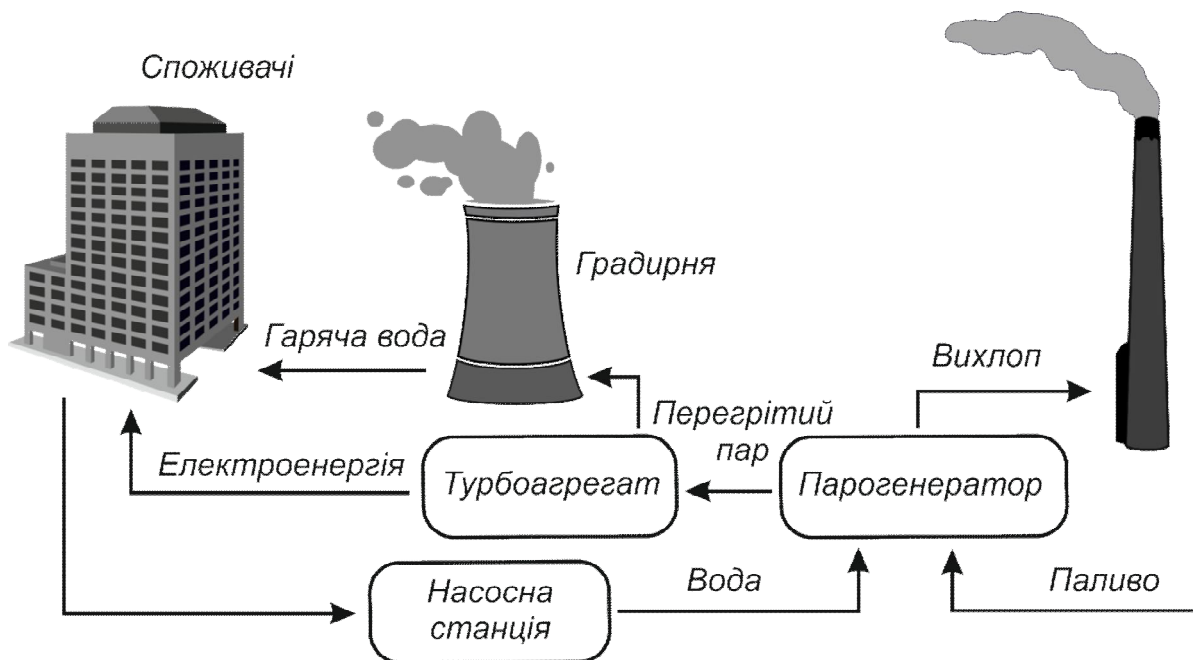 Споживачі
Градирня
Гаряча вода
Вихлоп
Перегрітий
пар
Електроенергія
Турбоагрегат
Парогенератор
Насосна
станція
Вода
Паливо